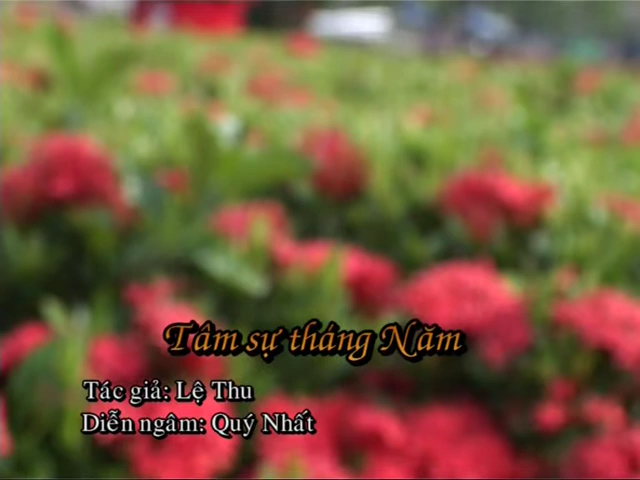 Tâm sự tháng Năm
Tác giả: Lệ Thu
Diễn ngâm: Quý Nhất